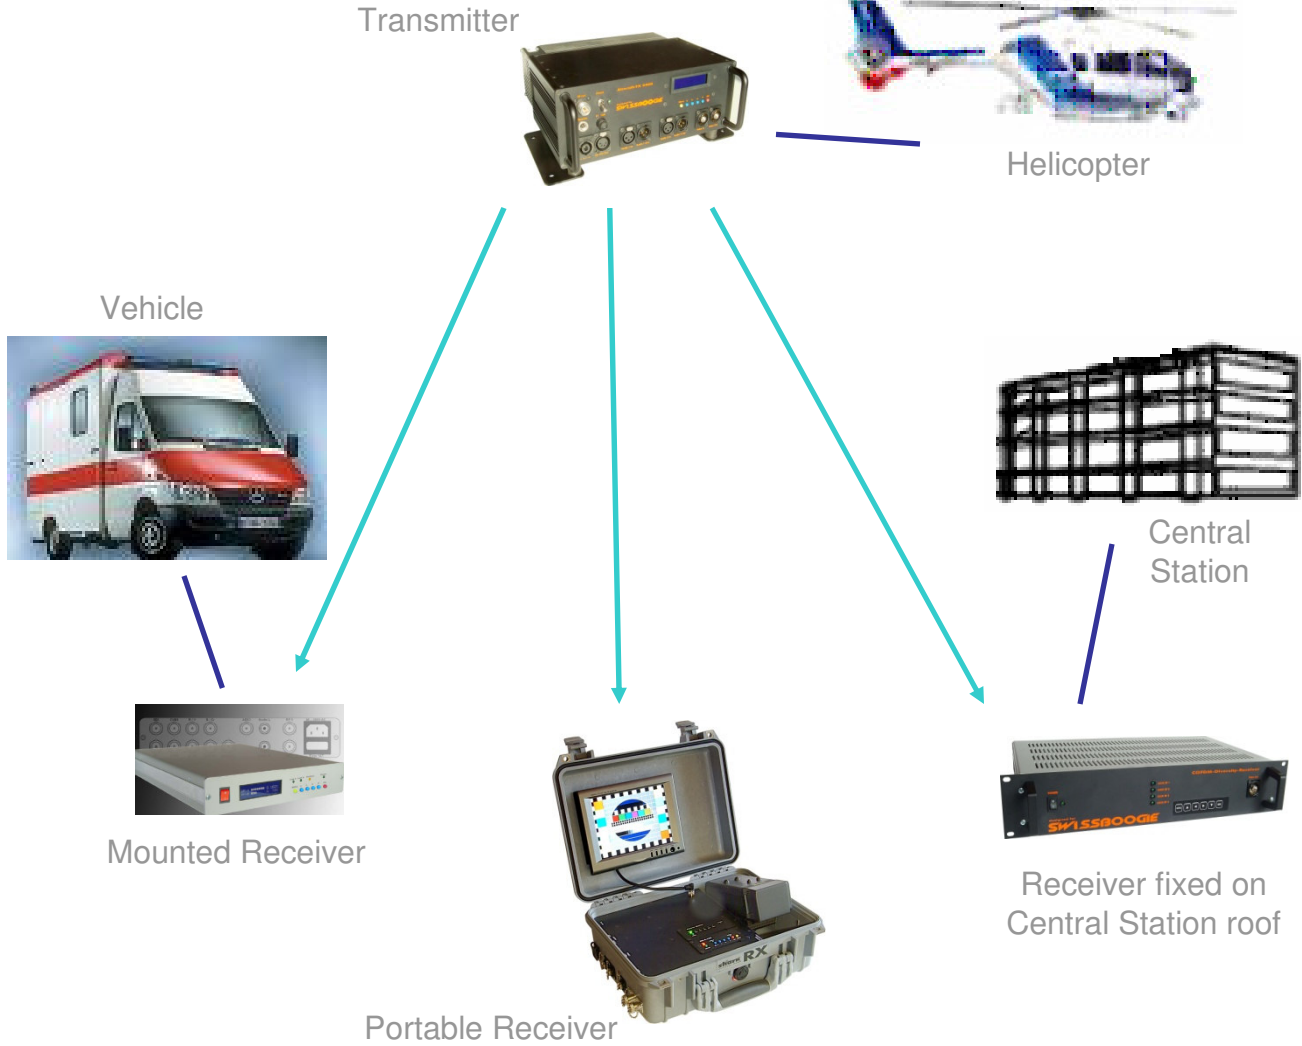 Transmitter
SWISSBOOGIE
Helicopter
Vehicle
Central
Station
Mounted Receiver
SWISSBOOGIE
Receiver fixed on
Central Station roof
RX
Portable Receiver